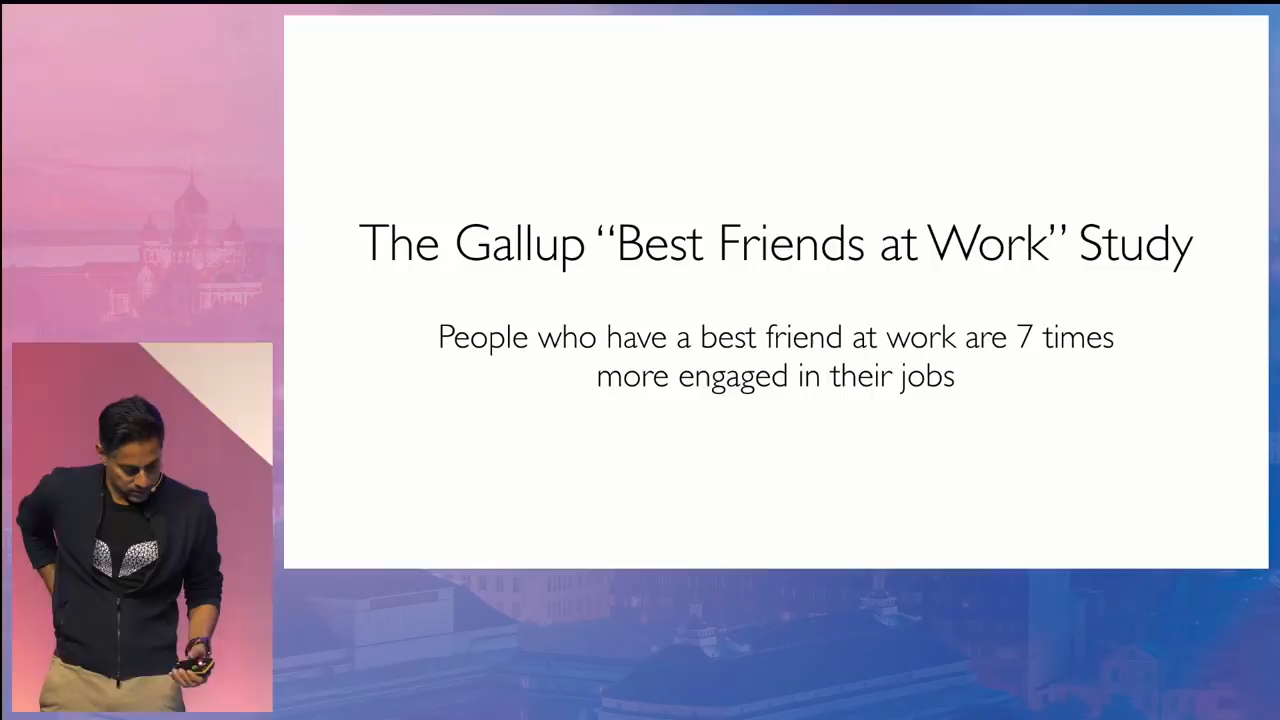 The Gallup “Best Friends at Work” Study
People who have a best friend at work are 7 times
more engaged in their jobs